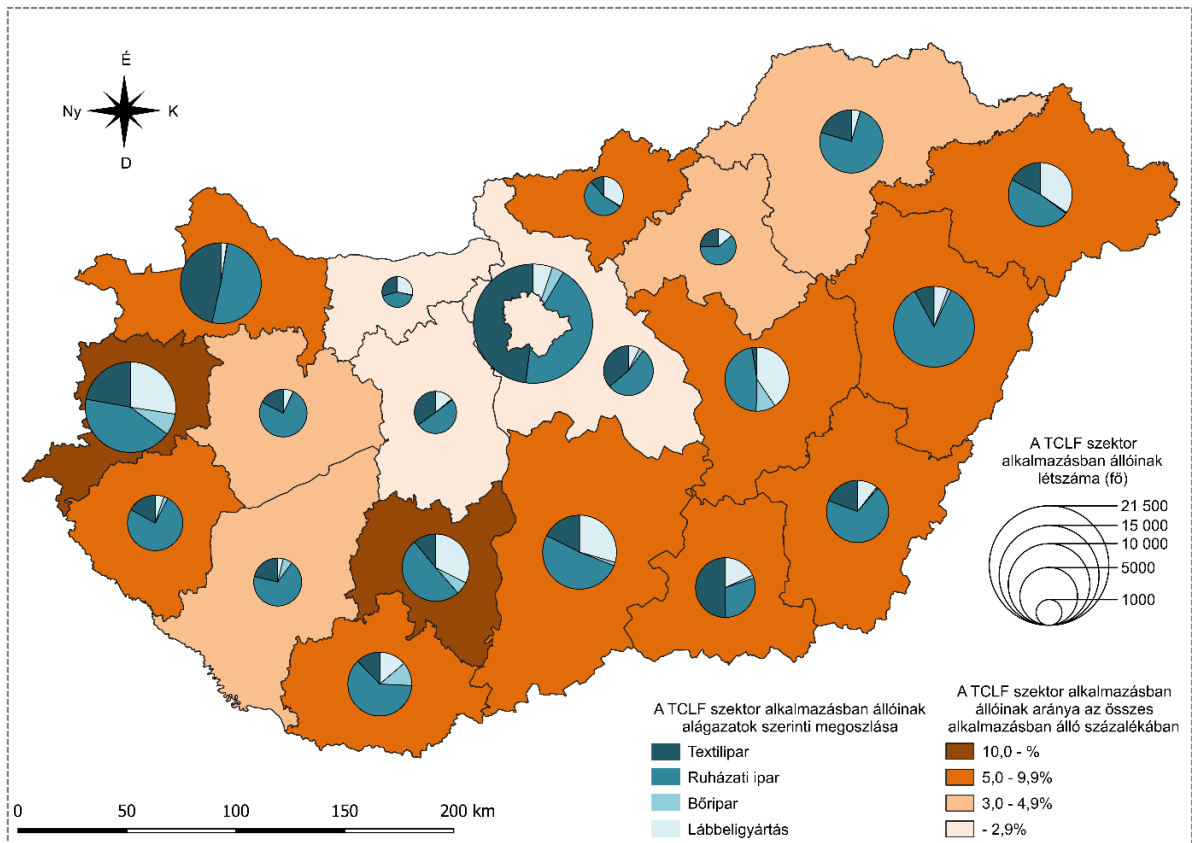 É
Ny
K
D
A TCLF szektor
alkalmazásban állóinak
létszáma (fő)
21 500
15 000
10 000
5000
1000
A TCLF szektor alkalmazásban állóinak
alágazatok szerinti megoszlása
Textilipar
Ruházati ipar
Bőripar
Lábbeligyártás
A TCLF szektor alkalmazásban
állóinak aránya az összes
alkalmazásban álló százalékában
10,0 - %
5,0 - 9,9%
3,0 - 4,9%
- 2,9%
0 50 100 150 200 km